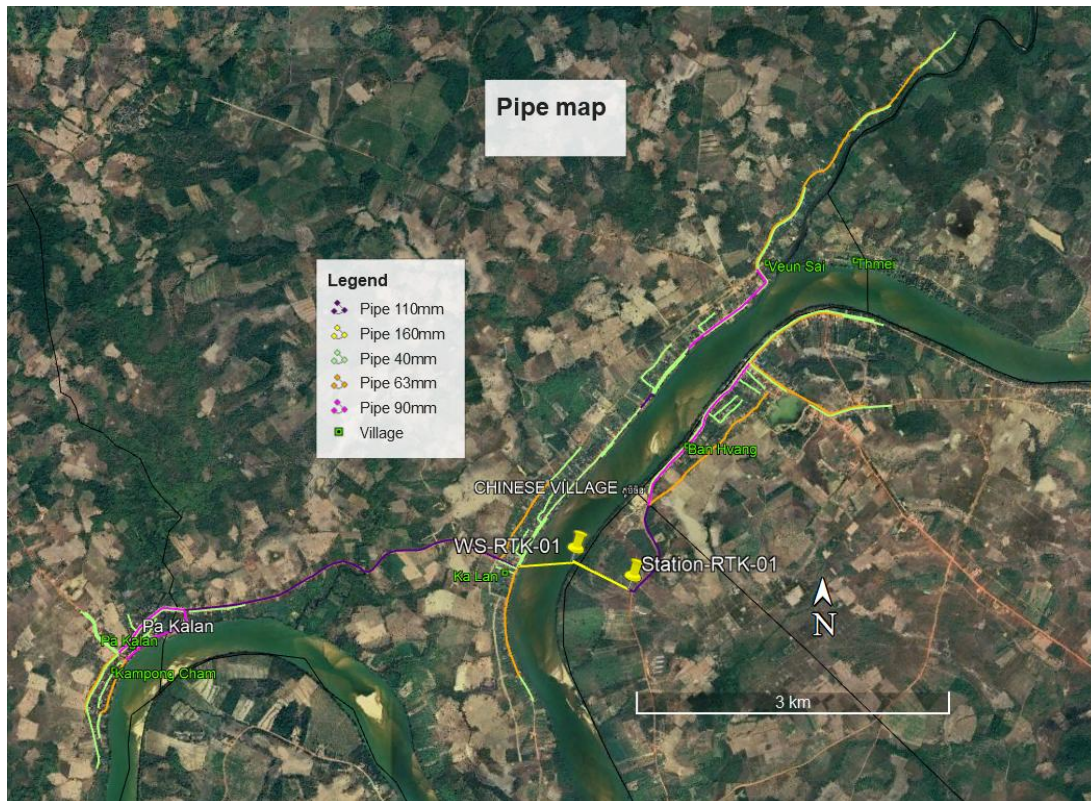 Pipe map
Legend
Pipe 110mm
Pipe 160mm
Pipe 40mm
Pipe 63mm
Pipe 90mm
Village
Veun Sai
Thmei
Ban Hvang
CHINESE VILLAGE
WS-RTK-01
Station-RTK-01
Ka Lan
Pa Kalan
Pa Kalan
Kampong Cham
N
3 km